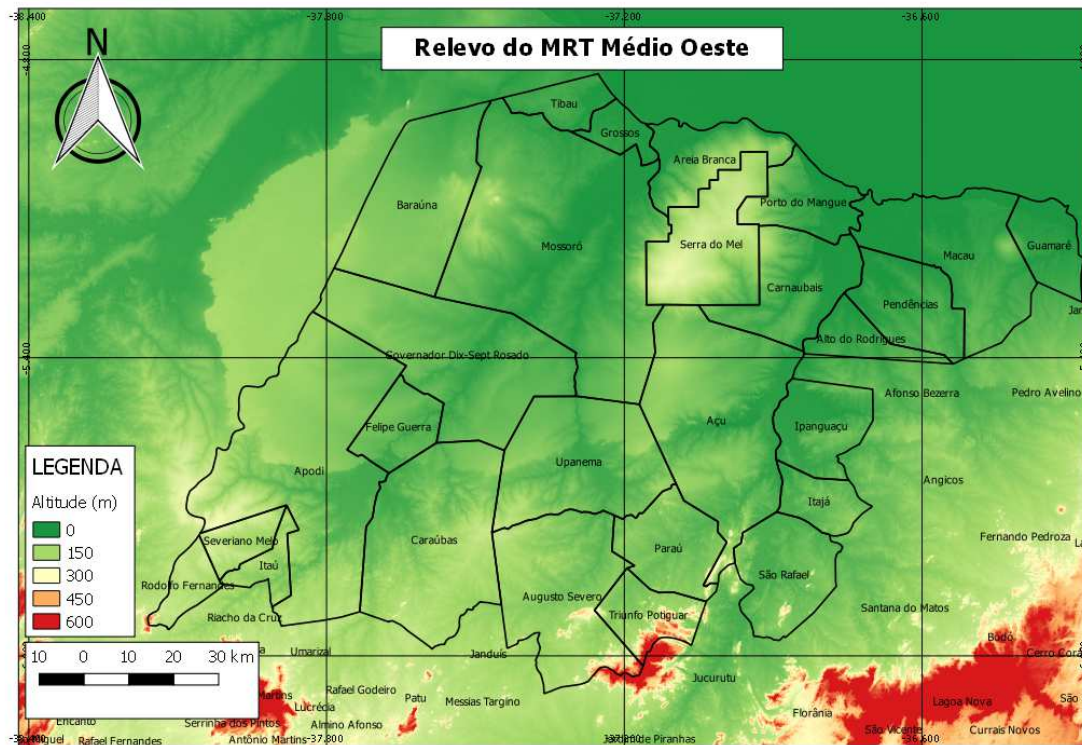 -38.400
-37.800
-37.200
-36.600
Relevo do MRT Médio Oeste
N
-4.800
Tibau
Grossos
Areia Branca
Baraúna
Porto do Mangue
Mossoró
Serra do Mel
Macau
Guamaré
Carnaubais
Pendências
Alto do Rodrigues
Governador Dix-Sept Rosado
-5.400
Afonso Bezerra
Pedro Avelino
Felipe Guerra
Açu
Ipanguaçu
Upanema
Apodi
Angicos
Itajá
LEGENDA
Altitude (m)
0
150
300
450
600
Severiano Melo
Caraúbas
Paraú
Fernando Pedroza
Itaú
São Rafael
Rodolfo Fernandes
Augusto Severo
Santana do Matos
Riacho da Cruz
Triunfo Potiguar
Bodó
Umarizal
Janduís
Cerro Corá
10 0 10 20 30 km
Jucurutu
Rafael Godeiro
Patu
Messias Targino
Lucrécia
Lagoa Nova
São
Florânia
Encanto
Serrinha dos Pintos
Almino Afonso
São Vicente
Currais Novos
Rafael Fernandes
Antônio Martins
-37.800
-36.600